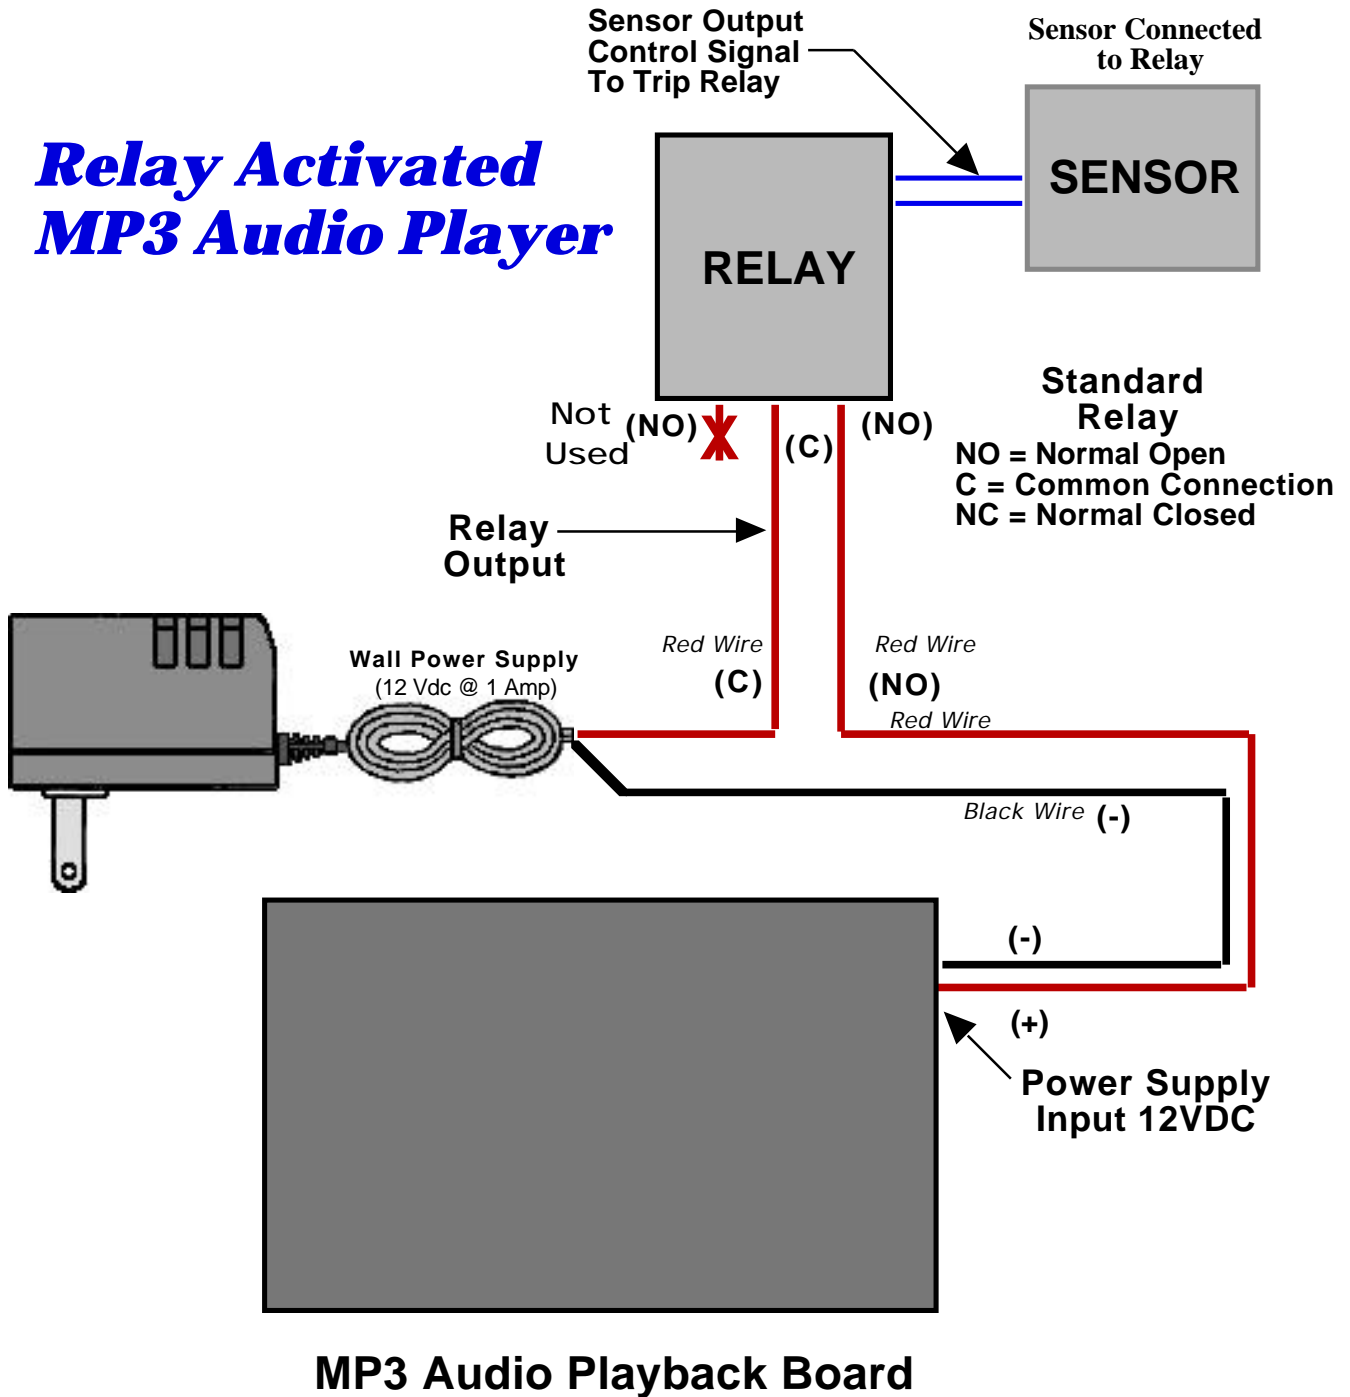 Sensor Output
Control Signal
To Trip Relay
Sensor Connected
to Relay
SENSOR
Relay Activated
MP3 Audio Player
RELAY
Not
Used
(NO)
(C)
(NO)
Standard
Relay
NO = Normal Open
C = Common Connection
NC = Normal Closed
Relay
Output
Wall Power Supply
(12 Vdc @ 1 Amp)
Red Wire
(C)
Red Wire
(NO)
Red Wire
Black Wire (-)
(-)
(+)
Power Supply
Input 12VDC
MP3 Audio Playback Board